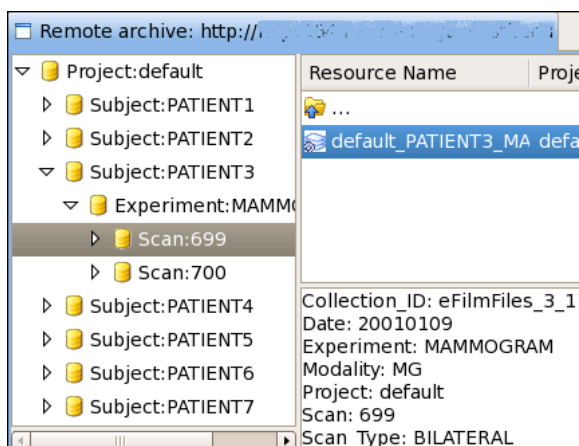 Remote archive: http://
Project:default
Subject:PATIENT1
Subject:PATIENT2
Subject:PATIENT3
Experiment:MAMM
Scan:699
Scan:700
Subject:PATIENT4
Subject:PATIENT5
Subject:PATIENT6
Subject:PATIENT7
Resource Name Proje
...
default_PATIENT3_MA defa
Collection_ID: eFilmFiles_3_1
Date: 20010109
Experiment: MAMMOGRAM
Modality: MG
Project: default
Scan: 699
Scan_Type: BILATERAL